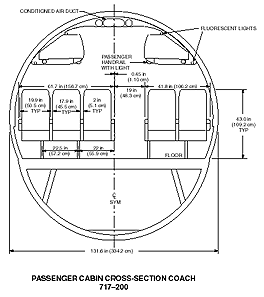 CONDITIONED AIR DUCT
FLUORESCENT LIGHTS
PASSENGER
HANDRAIL
WITH LIGHT
0.45 in
(1.10 cm)
61.7 in (156.7 cm)
19 in
(48.3 cm)
41.8 in (106.2 cm)
19.9 in
(50.5 cm)
TYP
17.9 in
(45.5 cm)
TYP
2 in
(5.1 cm)
TYP
43.0 in
(109.2 cm)
TYP
22.5 in
(57.2 cm)
22 in
(55.9 cm)
FLOOR
SYM
131.6 in (334.2 cm)
PASSENGER CABIN CROSS-SECTION COACH
717–200